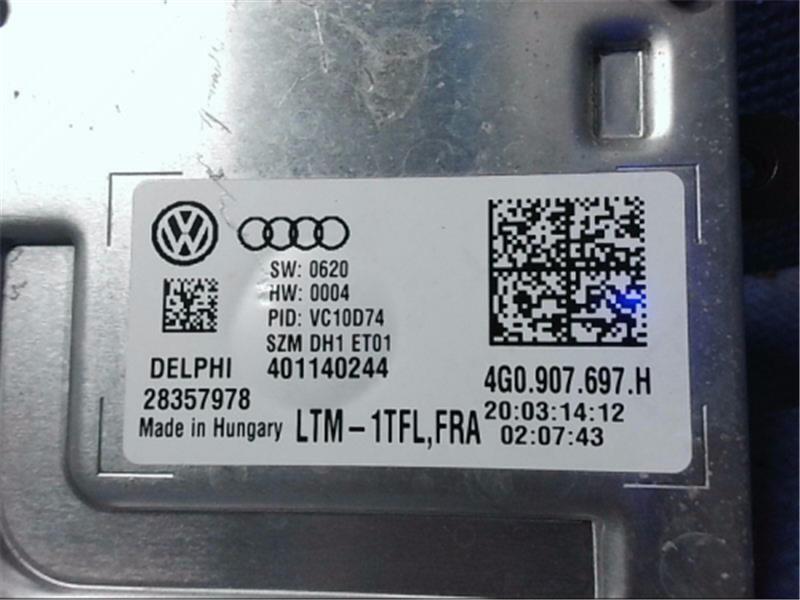 SW: 0620
HW: 0004
PID: VC10D74
SZM DH1 ET01
DELPHI 401140244
28357978
Made in Hungary LTM-1TFL,FRA
4G0.907.697.H
20:03:14:12
02:07:43